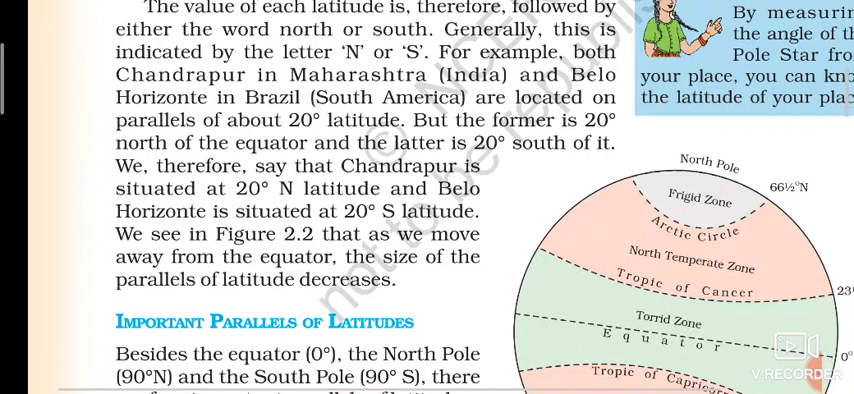 The value of each latitude is, therefore, followed by
either the word north or south. Generally, this is
indicated by the letter ‘N’ or ‘S’. For example, both
Chandrapur in Maharashtra (India) and Belo
Horizonte in Brazil (South America) are located on
parallels of about 20° latitude. But the former is 20°
north of the equator and the latter is 20° south of it.
We, therefore, say that Chandrapur is
situated at 20° N latitude and Belo
Horizonte is situated at 20° S latitude.
We see in Figure 2.2 that as we move
away from the equator, the size of the
parallels of latitude decreases.
IMPORTANT PARALLELS OF LATITUDES
Besides the equator (0°), the North Pole
(90°N) and the South Pole (90° S), there
By measurin
the angle of th
Pole Star fro
your place, you can kno
the latitude of your plac
North Pole
66½°N
Frigid Zone
Arctic Circle
North Temperate Zone
Tropic of Cancer
23
Torrid Zone
Equator
0°
Tropic of Capricor
V RECORDER
not to be republis